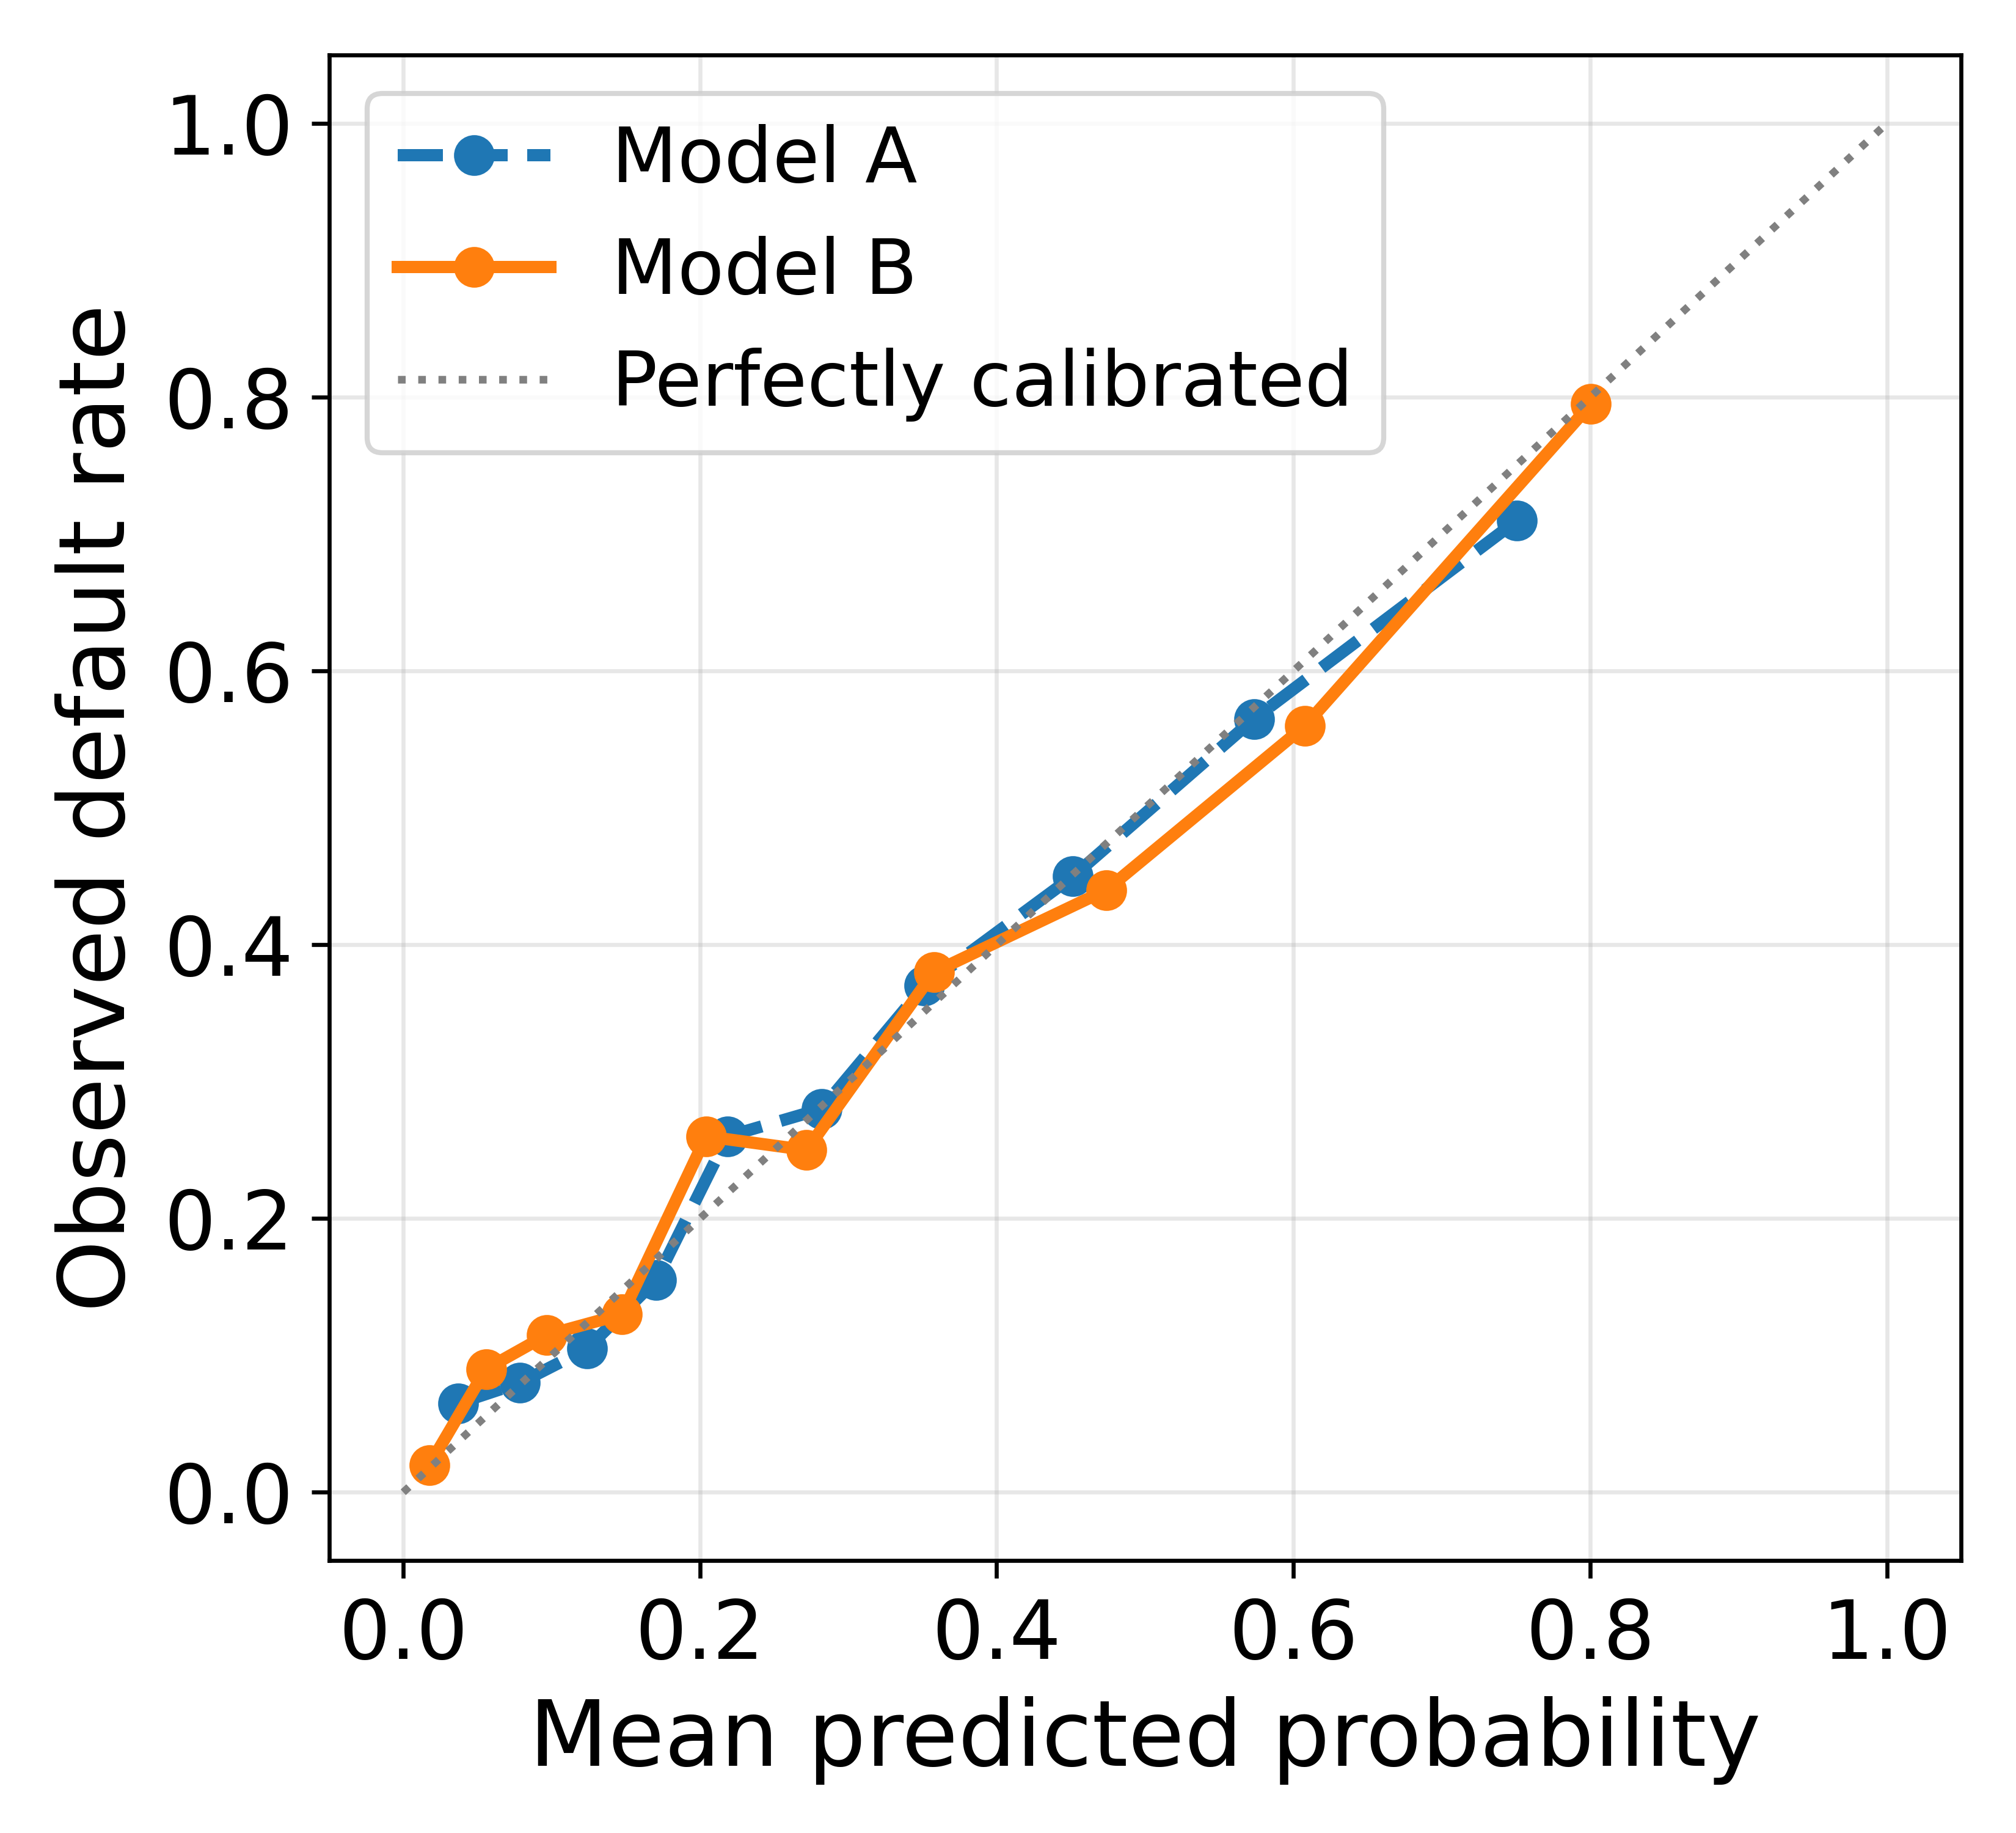 Model A
Model B
Perfectly calibrated
Observed default rate
1.0
0.8
0.6
0.4
0.2
0.0
0.0 0.2 0.4 0.6 0.8 1.0
Mean predicted probability